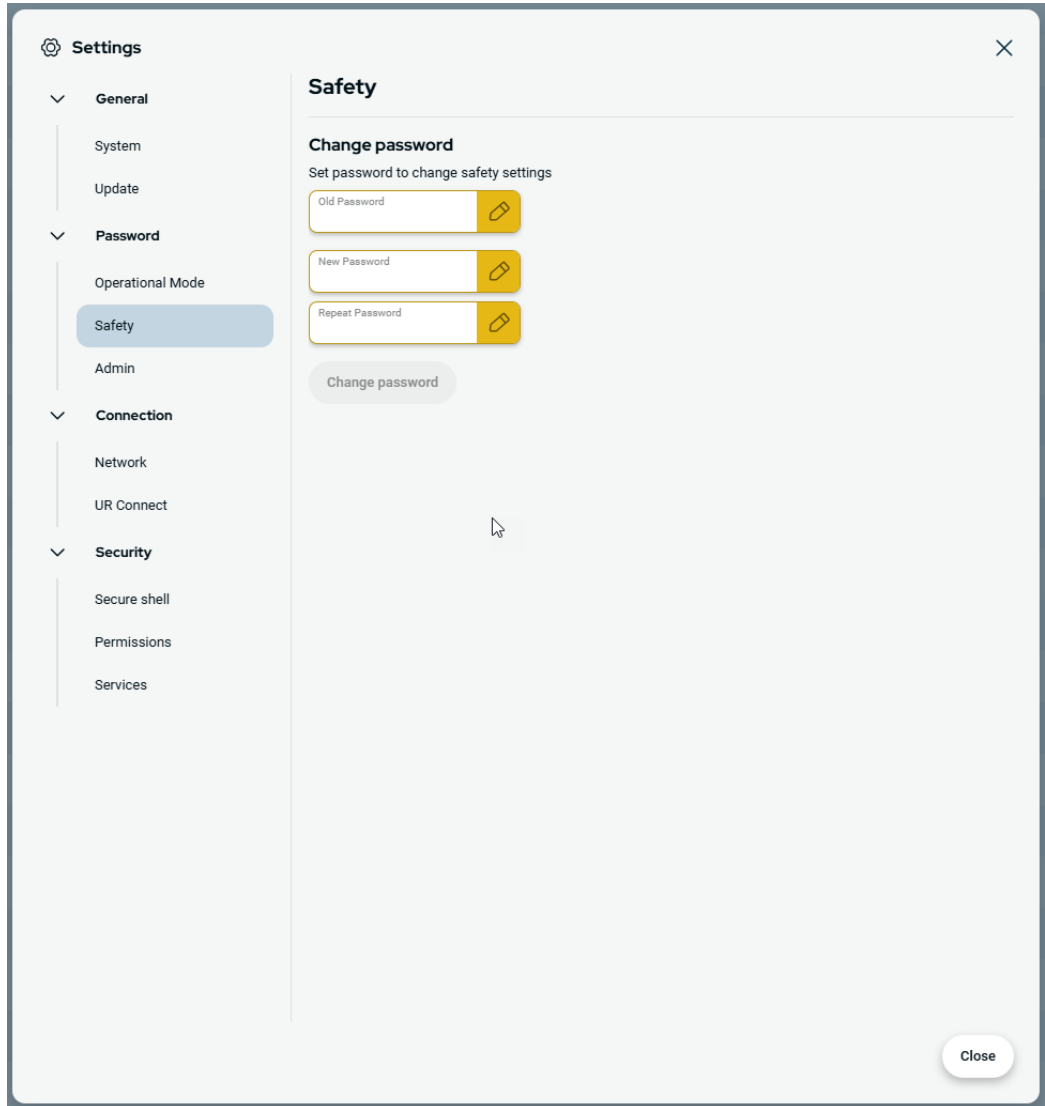 Settings
General
System
Update
Password
Operational Mode
Safety
Admin
Connection
Network
UR Connect
Security
Secure shell
Permissions
Services
Safety
Change password
Set password to change safety settings
Old Password
New Password
Repeat Password
Change password
Close